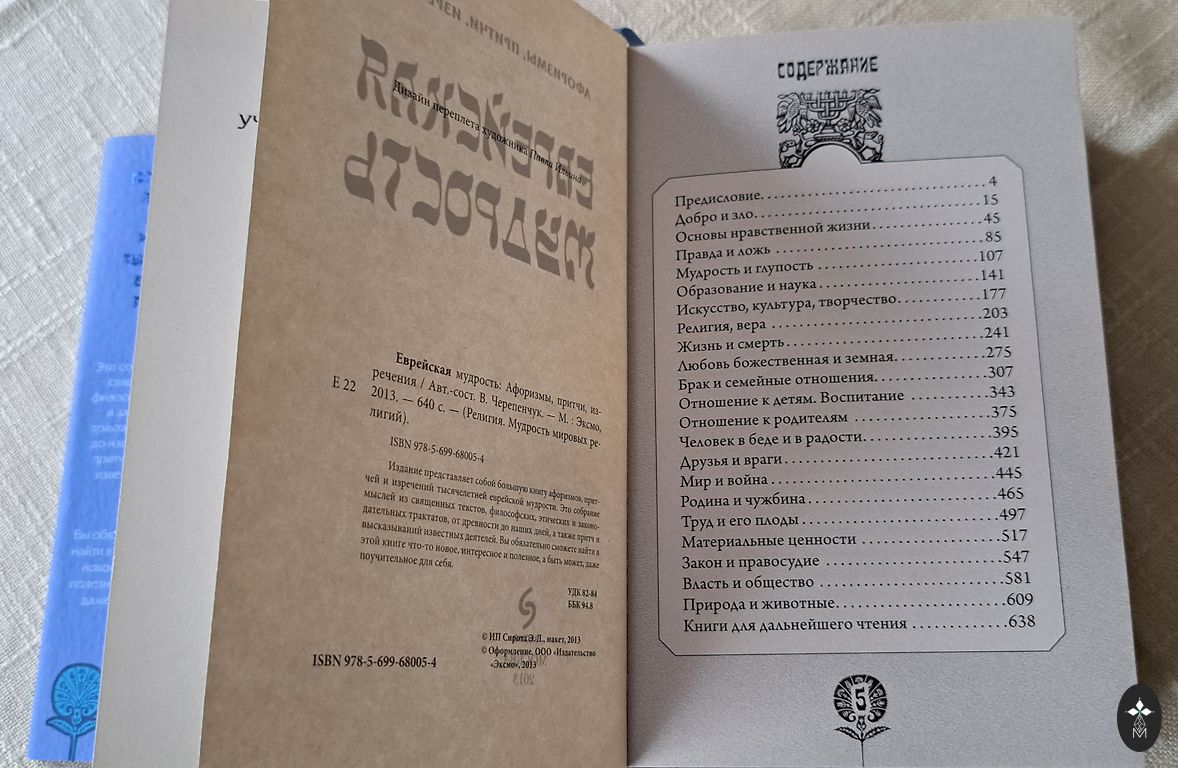 УЧ
АФОРИЗМЫ, ПРИТЧИ, ИЗРЕ
ЕВРЕЙСКАЯ
МУДРОСТЬ
Дизайн переплета художника Павла Ильина
Еврейская мудрость: Афоризмы, притчи, из-
Е 22 речения / Авт.-сост. В. Черепенчук. — М. : Эксмо,
2013. — 640 с. — (Религия. Мудрость мировых ре-
лигий).
ISBN 978-5-699-68005-4
Издание представляет собой большую книгу афоризмов, прит-
чей и изречений тысячелетней еврейской мудрости. Это собрание
мыслей из священных текстов, философских, этических и законо-
дательных трактатов, от древности до наших дней, а также притч и
высказываний известных деятелей. Вы обязательно сможете найти в
этой книге что-то новое, интересное и полезное, а быть может, даже
поучительное для себя.
УДК 82-84
ББК 94.8
© ИП Сирота Э.Л., макет, 2013
© Оформление. ООО «Издательство
«Эксмо», 2013
ISBN 978-5-699-68005-4
2013
Это со
СОДЕРЖАНИЕ
Предисловие. . . . . . . . . . . . . . . . . . . . . . . . . . . . . . 4
Добро и зло. . . . . . . . . . . . . . . . . . . . . . . . . . . . . . 15
Основы нравственной жизни . . . . . . . . . . . . . . . 45
Правда и ложь . . . . . . . . . . . . . . . . . . . . . . . . . . . 85
Мудрость и глупость . . . . . . . . . . . . . . . . . . . . . 107
Образование и наука . . . . . . . . . . . . . . . . . . . . . 141
Искусство, культура, творчество. . . . . . . . . . . . 177
Религия, вера . . . . . . . . . . . . . . . . . . . . . . . . . . . 203
Жизнь и смерть. . . . . . . . . . . . . . . . . . . . . . . . . . 241
Любовь божественная и земная. . . . . . . . . . . . . 275
Брак и семейные отношения. . . . . . . . . . . . . . . 307
Отношение к детям. Воспитание . . . . . . . . . . . 343
Отношение к родителям . . . . . . . . . . . . . . . . . . 375
Человек в беде и в радости. . . . . . . . . . . . . . . . . 395
Друзья и враги . . . . . . . . . . . . . . . . . . . . . . . . . . 421
Мир и война . . . . . . . . . . . . . . . . . . . . . . . . . . . . 445
Родина и чужбина . . . . . . . . . . . . . . . . . . . . . . . . 465
Труд и его плоды . . . . . . . . . . . . . . . . . . . . . . . . 497
Материальные ценности . . . . . . . . . . . . . . . . . . 517
Закон и правосудие . . . . . . . . . . . . . . . . . . . . . . 547
Власть и общество . . . . . . . . . . . . . . . . . . . . . . . 581
Природа и животные. . . . . . . . . . . . . . . . . . . . . . 609
Книги для дальнейшего чтения . . . . . . . . . . . . 638
5
М